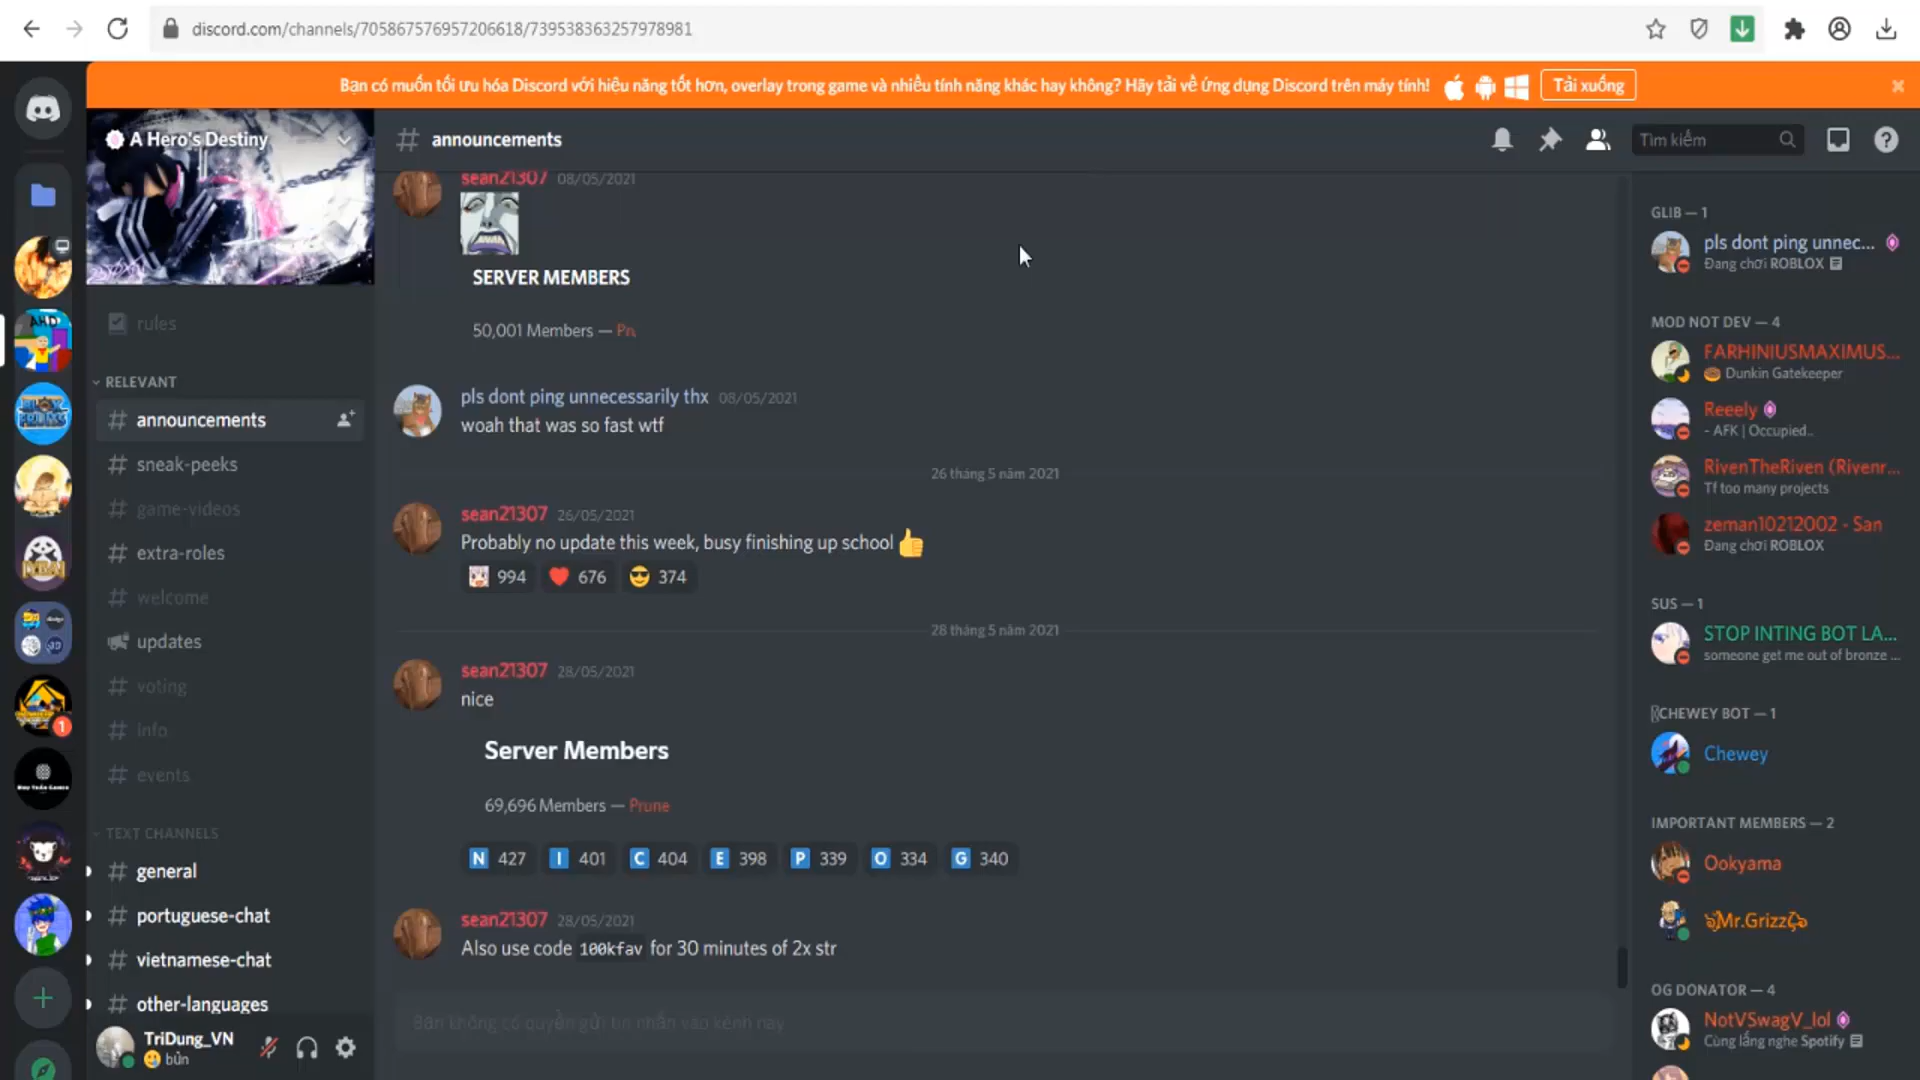 discord.com/channels/705867576957206618/739538363257978981
Bạn có muốn tối ưu hóa Discord với hiệu năng tốt hơn, overlay trong game và nhiều tính năng khác hay không? Hãy tải về ứng dụng Discord trên máy tính!
Tải xuống
A Hero's Destiny
announcements
Tìm kiếm
rules
RELEVANT
announcements
sneak-peeks
game-videos
extra-roles
welcome
updates
voting
info
events
TEXT CHANNELS
general
portuguese-chat
vietnamese-chat
other-languages
TriDung_VN
bủn
sean21307 08/05/2021
SERVER MEMBERS
50,001 Members —
pls dont ping unnecessarily thx 08/05/2021
woah that was so fast wtf
26 tháng 5 năm 2021
sean21307 26/05/2021
Probably no update this week, busy finishing up school
994 676 374
28 tháng 5 năm 2021
sean21307 28/05/2021
nice
Server Members
69,696 Members — Prune
N 427 I 401 C 404 E 398 P 339 O 334 G 340
sean21307 28/05/2021
Also use code 100kfav for 30 minutes of 2x str
Bạn không có quyền gửi tin nhắn vào kênh này
GLIB — 1
pls dont ping unnec...
Đang chơi ROBLOX
MOD NOT DEV — 4
FARHINIUSMAXIMUS...
Dunkin Gatekeeper
Reeely
- AFK | Occupied..
RivenTheRiven (Rivenr...
Tf too many projects
zeman10212002 - San
Đang chơi ROBLOX
SUS — 1
STOP INTING BOT LA...
someone get me out of bronze ...
CHEWEY BOT — 1
Chewey
IMPORTANT MEMBERS — 2
Ookyama
Mr.Grizz
OG DONATOR — 4
NotVSwagV_lol
Cùng lắng nghe Spotify